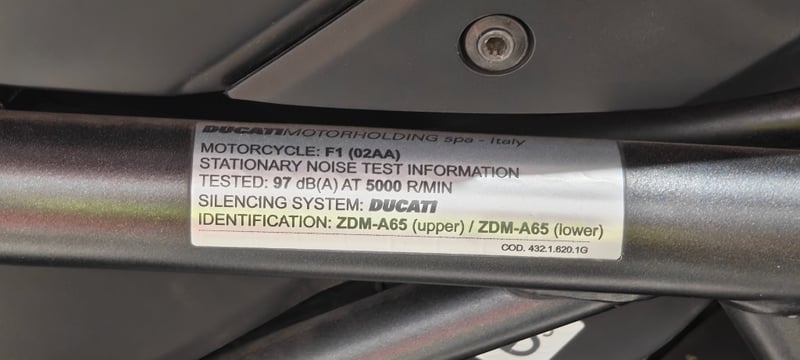 DUCATIMOTORHOLDING spa - Italy
MOTORCYCLE: F1 (02AA)
STATIONARY NOISE TEST INFORMATION
TESTED: 97 dB(A) AT 5000 R/MIN
SILENCING SYSTEM: DUCATI
IDENTIFICATION: ZDM-A65 (upper) / ZDM-A65 (lower)
COD. 432.1.620.1G